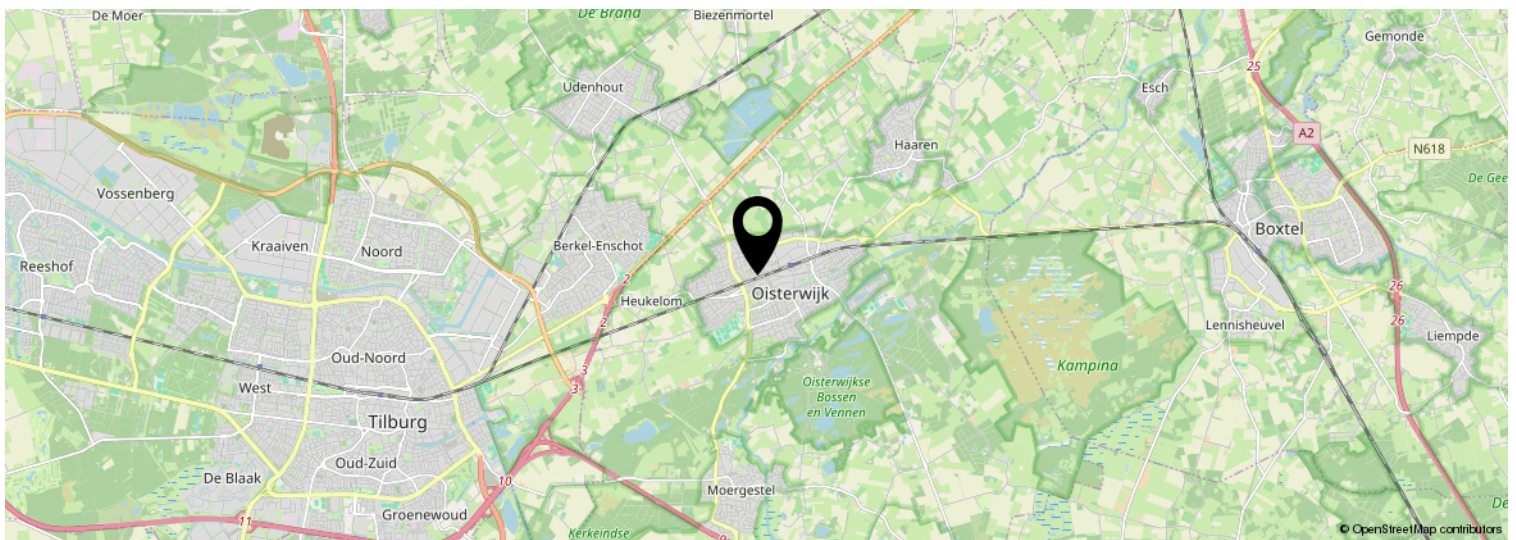 De Moer
De Brand
Biezenmortel
Gemonde
25
Udenhout
Esch
A2
Haaren
N618
De Gee
Vossenberg
Kraaiven
Noord
Berkel-Enschot
Boxtel
Reeshof
2
Heukelom
Oisterwijk
26
2
26
Lennisheuvel
Liempde
Oud-Noord
3
Kampina
West
3
Oisterwijkse
Bossen
en Vennen
Tilburg
Oud-Zuid
De Blaak
10
Moergestel
De
Groenewoud
11
Kerkeindse
9
© OpenStreetMap contributors